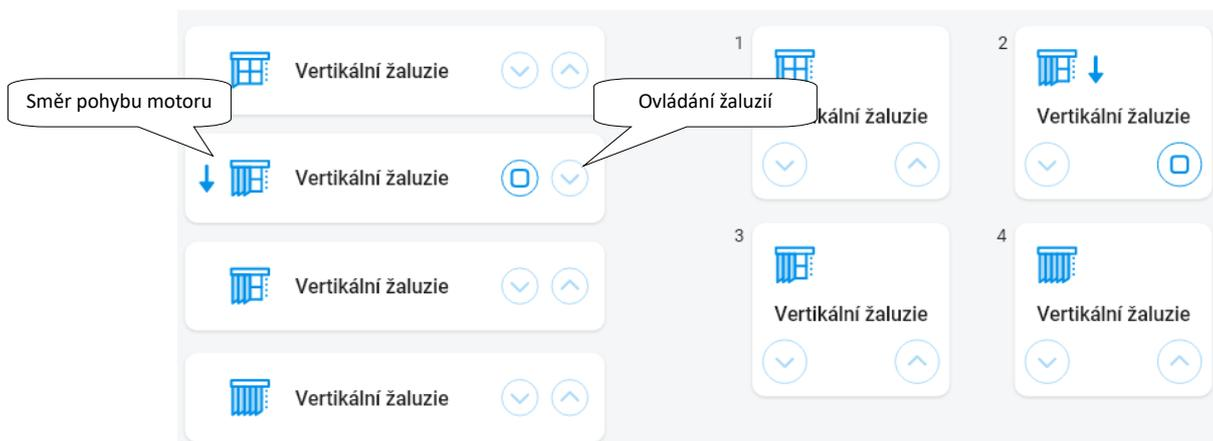 Vertikální žaluzie
Směr pohybu motoru
Vertikální žaluzie
Vertikální žaluzie
Vertikální žaluzie
Ovládání žaluzií
1
kální žaluzie
2
Vertikální žaluzie
3
Vertikální žaluzie
4
Vertikální žaluzie